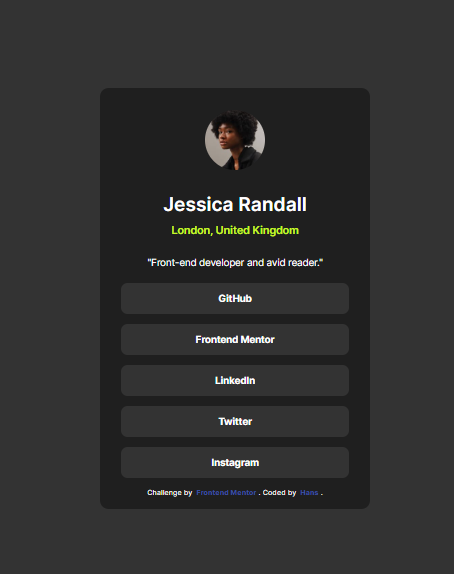 Jessica Randall
London, United Kingdom
"Front-end developer and avid reader."
GitHub
Frontend Mentor
LinkedIn
Twitter
Instagram
Challenge by Frontend Mentor . Coded by Hans .